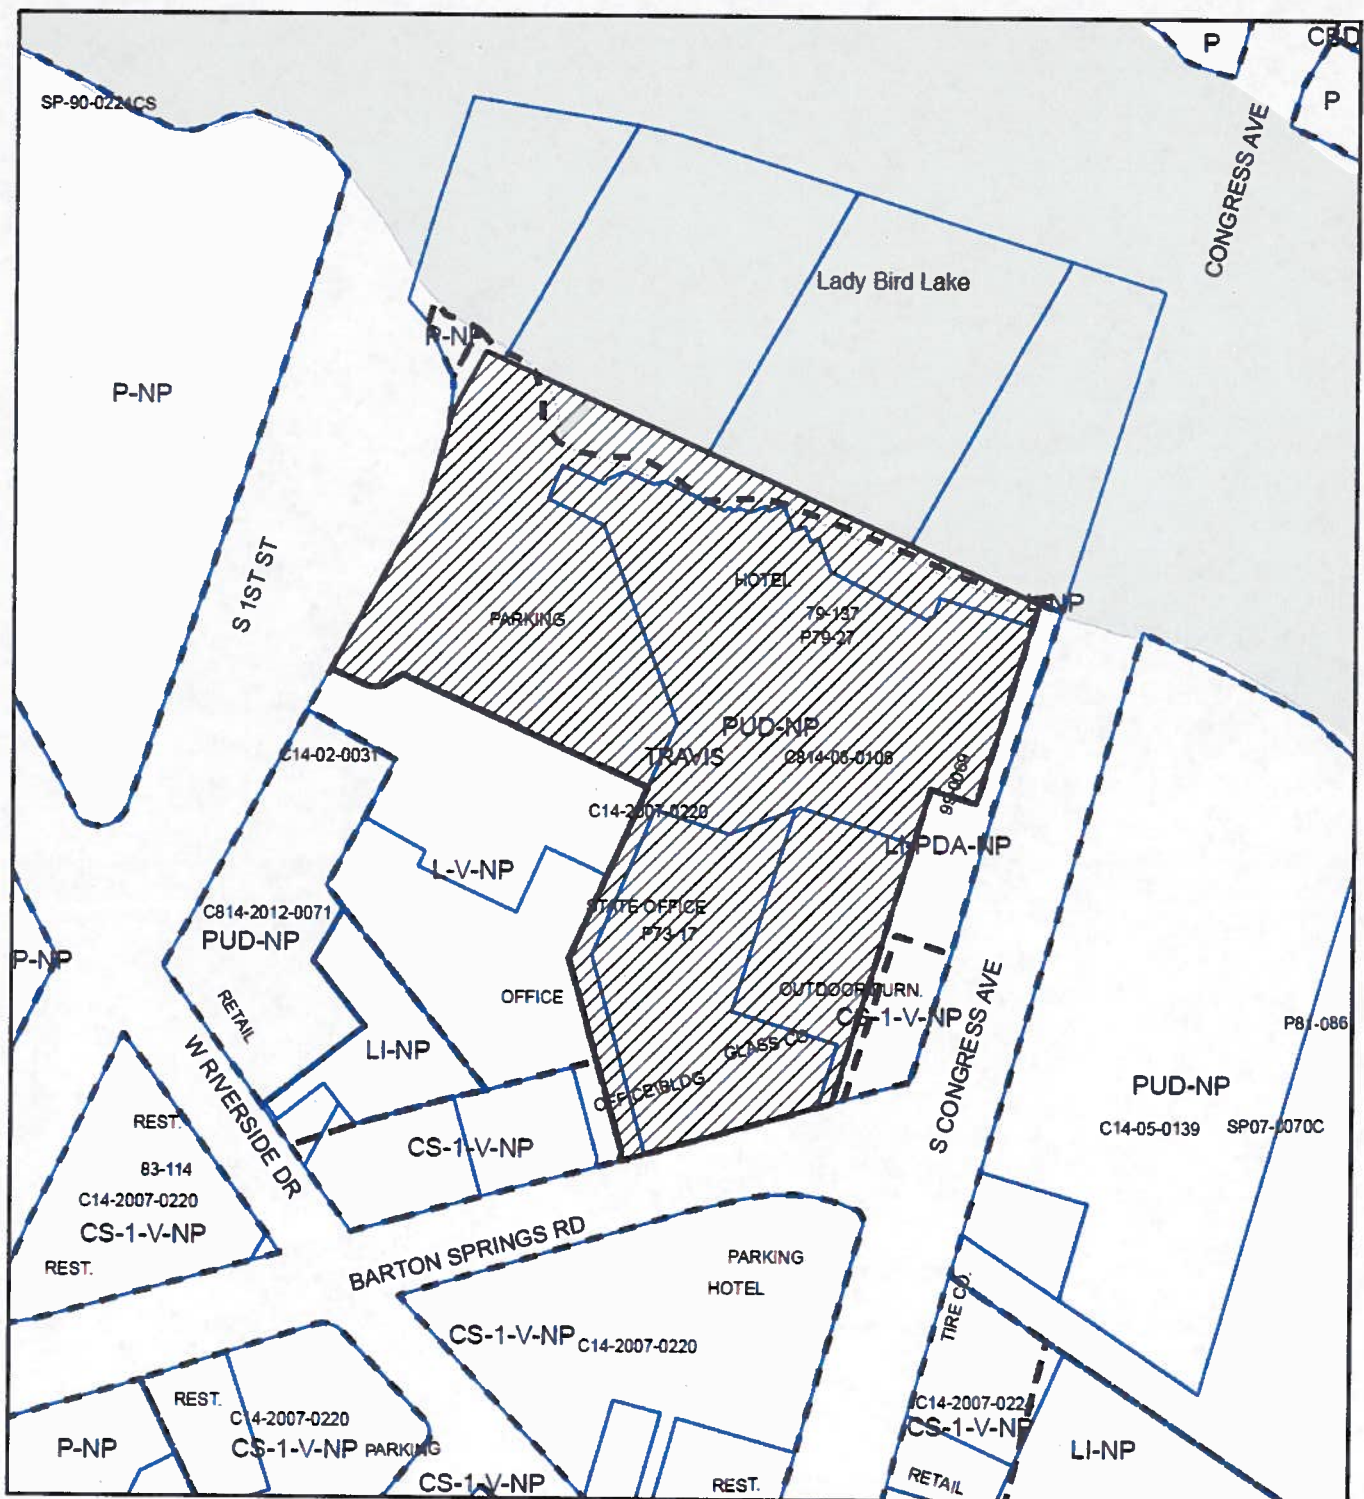 P
CBD
SP-90-0224CS
P
CONGRESS AVE
Lady Bird Lake
P-NP
P-NP
S 1ST ST
HOTEL
79-137
P79-27
PARKING
PUD-NP
TRAVIS
C814-06-0106
C14-02-0031
99-0069
C14-2007-0220
LI-PDA-NP
L-V-NP
STATE OFFICE
P73-17
C814-2012-0071
PUD-NP
P-NP
OFFICE
OUTDOOR FURN.
CS-1-V-NP
RETAIL
S CONGRESS AVE
P81-086
LI-NP
GLASS CO.
W RIVERSIDE DR
OFFICE BLDG
PUD-NP
REST.
C14-05-0139
SP07-0070C
CS-1-V-NP
83-114
C14-2007-0220
CS-1-V-NP
REST.
BARTON SPRINGS RD
PARKING
HOTEL
TIRE CO.
CS-1-V-NP
C14-2007-0220
REST.
C14-2007-0220
CS-1-V-NP
PARKING
P-NP
CS-1-V-NP
REST.
CS-1-V-NP
LI-NP
RETAIL